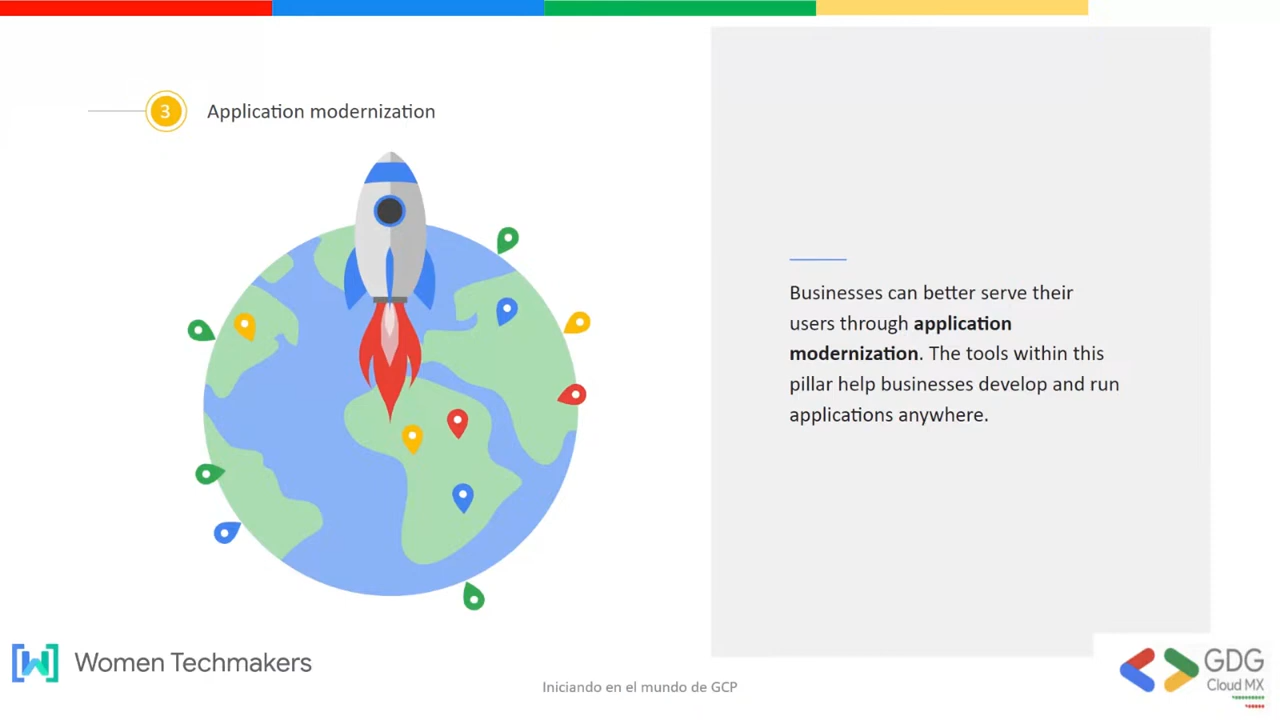 3 Application modernization
Businesses can better serve their
users through application
modernization. The tools within this
pillar help businesses develop and run
applications anywhere.
Women Techmakers
Iniciando en el mundo de GCP
GDG
Cloud MX